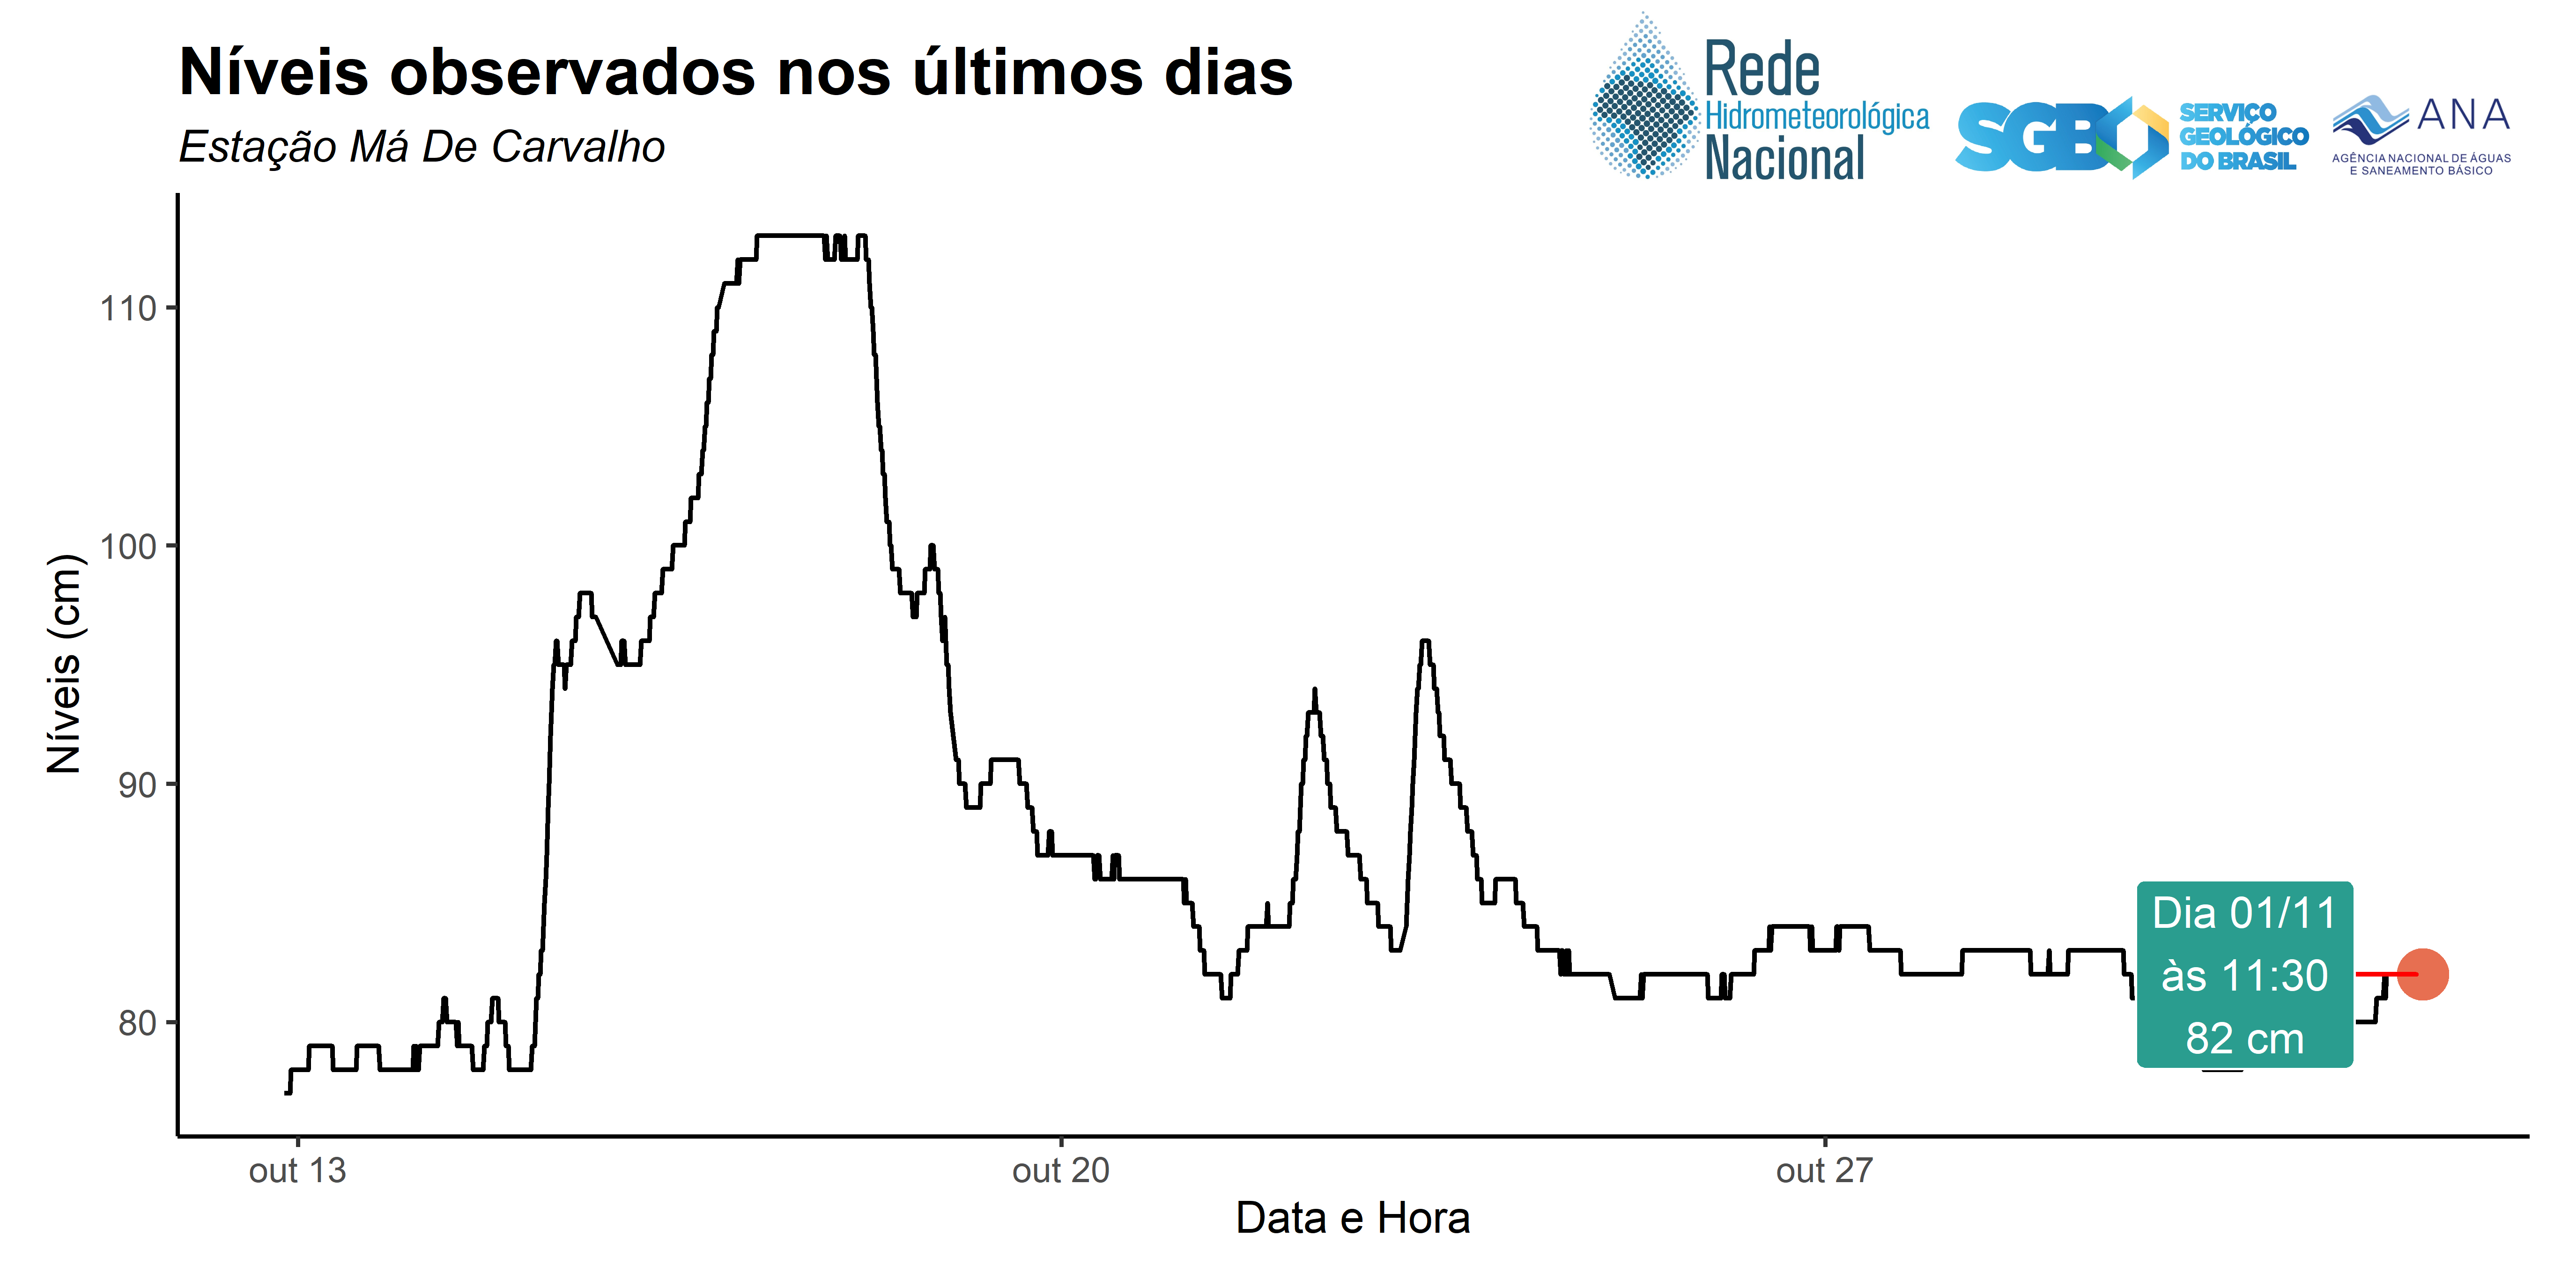 Níveis observados nos últimos dias
Estação Má De Carvalho
Rede
Hidrometeorológica
Nacional
SGB
SERVIÇO
GEOLÓGICO
DO BRASIL
ANA
AGÊNCIA NACIONAL DE ÁGUAS
E SANEAMENTO BÁSICO
Níveis (cm)
110
100
90
80
Dia 01/11
às 11:30
82 cm
out 13
out 20
out 27
Data e Hora